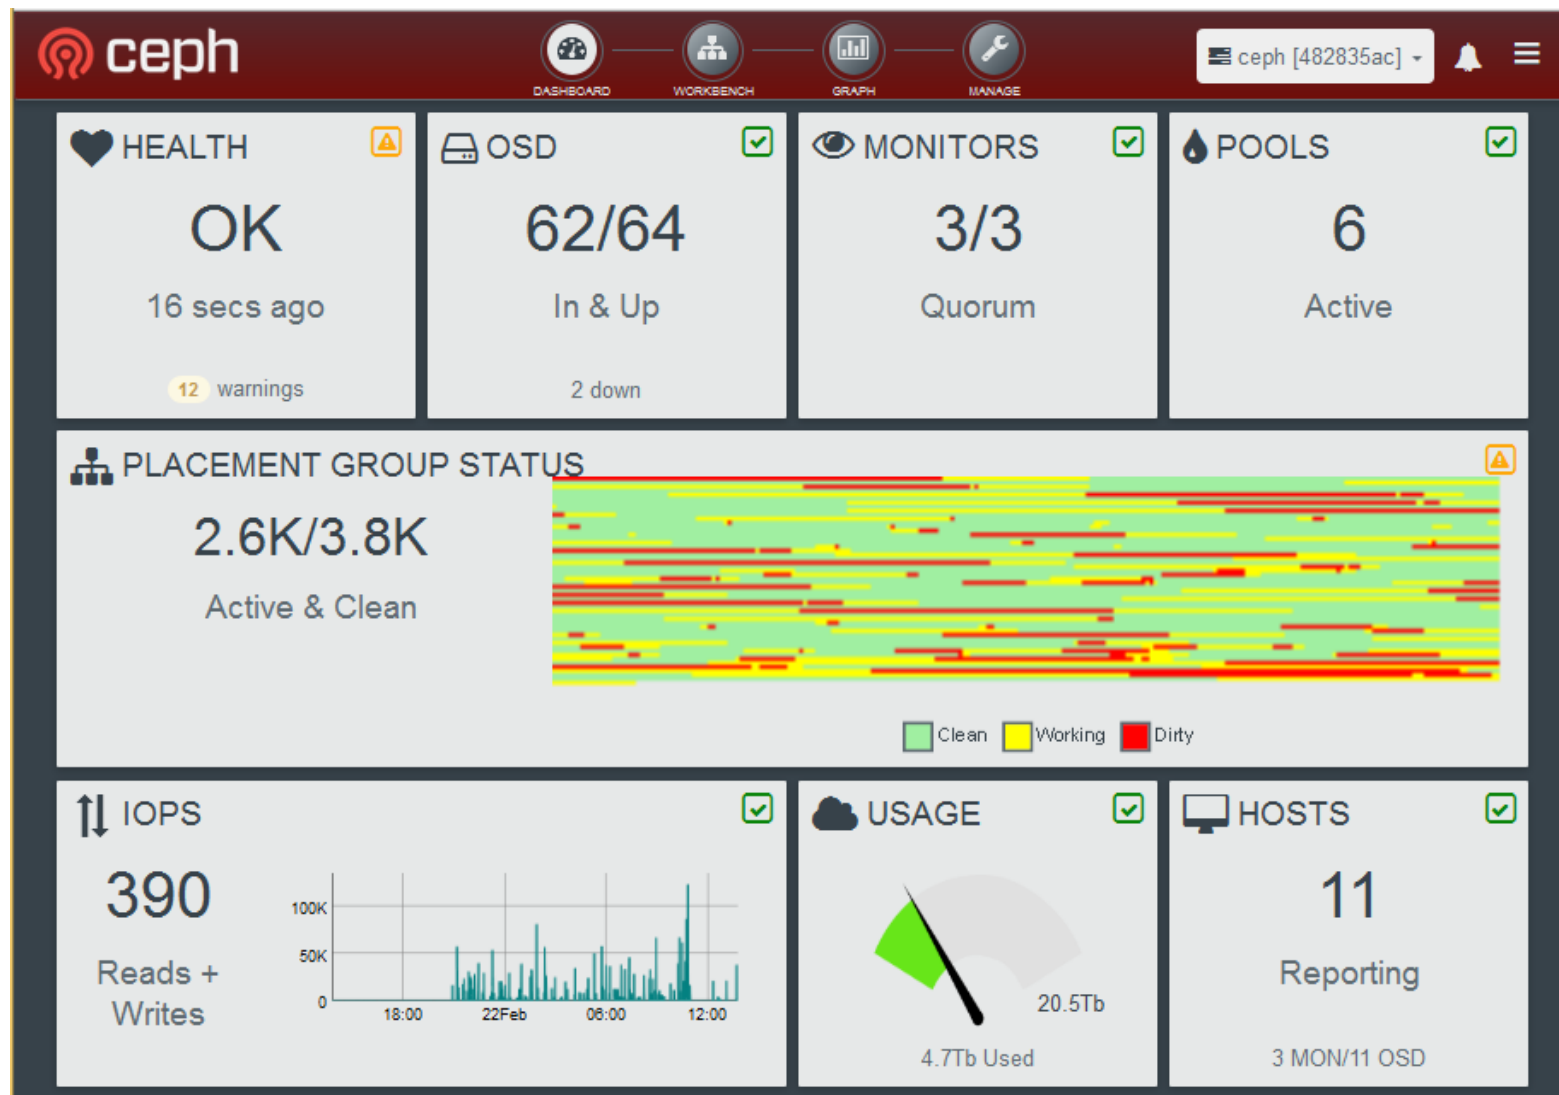 ceph
DASHBOARD
WORKBENCH
GRAPH
MANAGE
ceph [482835ac]
HEALTH
OK
16 secs ago
12 warnings
OSD
62/64
In & Up
2 down
MONITORS
3/3
Quorum
POOLS
6
Active
PLACEMENT GROUP STATUS
2.6K/3.8K
Active & Clean
Clean
Working
Dirty
IOPS
390
Reads +
Writes
100K
50K
0
18:00
22Feb
06:00
12:00
USAGE
20.5Tb
4.7Tb Used
HOSTS
11
Reporting
3 MON/11 OSD